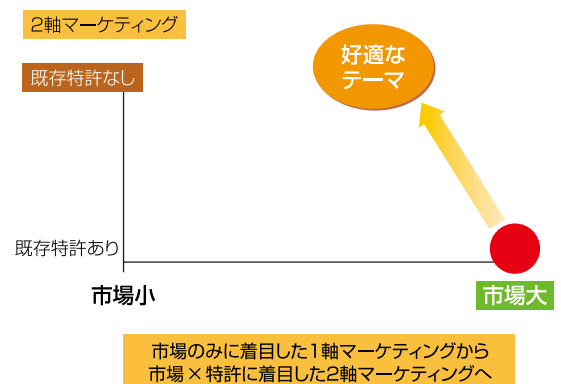 2軸マーケティング
好適な
テーマ
既存特許なし
既存特許あり
市場小
市場大
市場のみに着目した1軸マーケティングから
市場×特許に着目した2軸マーケティングへ